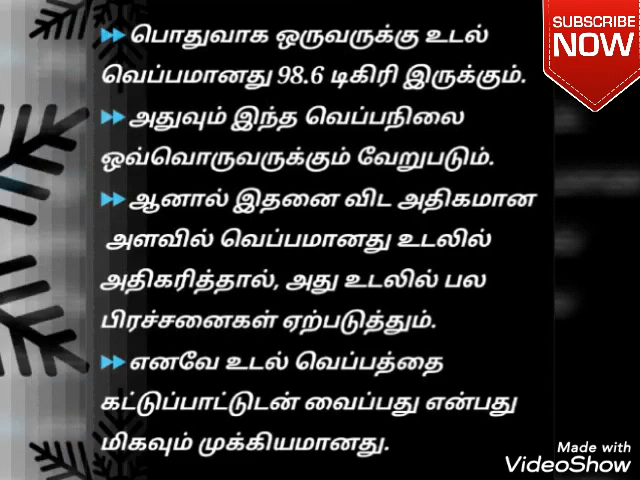 SUBSCRIBE
NOW
பொதுவாக ஒருவருக்கு உடல்
வெப்பமானது 98.6 டிகிரி இருக்கும்.
அதுவும் இந்த வெப்பநிலை
ஒவ்வொருவருக்கும் வேறுபடும்.
ஆனால் இதனை விட அதிகமான
அளவில் வெப்பமானது உடலில்
அதிகரித்தால், அது உடலில் பல
பிரச்சனைகள் ஏற்படுத்தும்.
எனவே உடல் வெப்பத்தை
கட்டுப்பாட்டுடன் வைப்பது என்பது
மிகவும் முக்கியமானது.
Made with
VideoShow